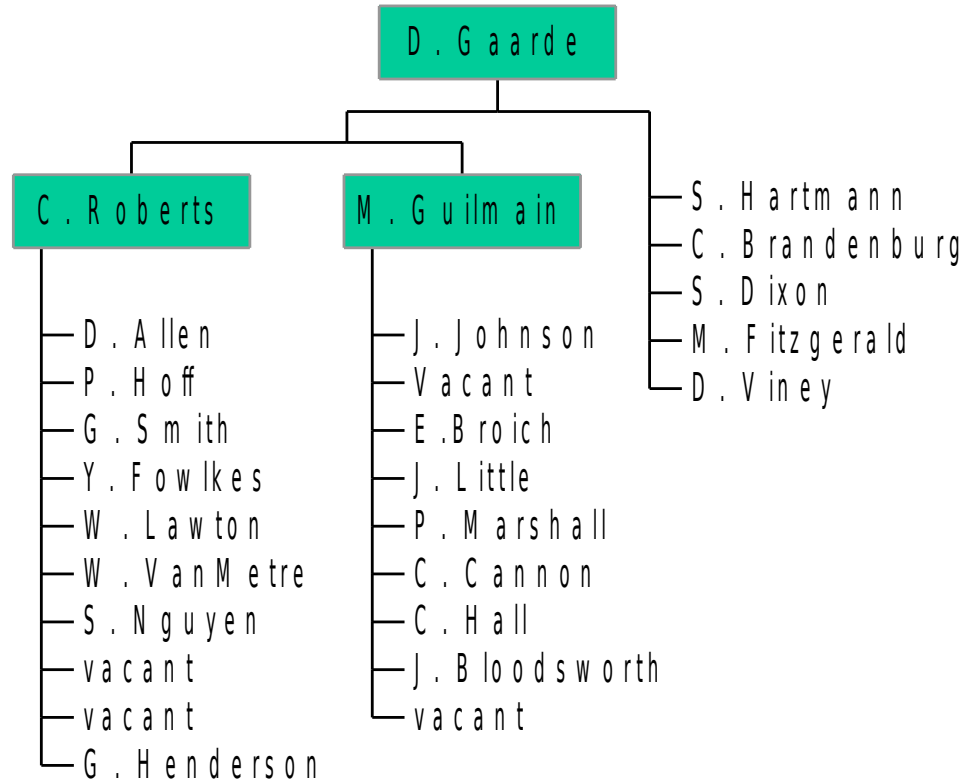 D. Gaarde
C. Roberts
D. Allen
P. Hoff
G. Smith
Y. Fowlkes
W. Lawton
W. VanMetre
S. Nguyen
vacant
vacant
G. Henderson
M. Guilmain
J. Johnson
Vacant
E.Broich
J. Little
P. Marshall
C. Cannon
C. Hall
J. Bloodsworth
vacant
S. Hartmann
C. Brandenburg
S. Dixon
M. Fitzgerald
D. Viney